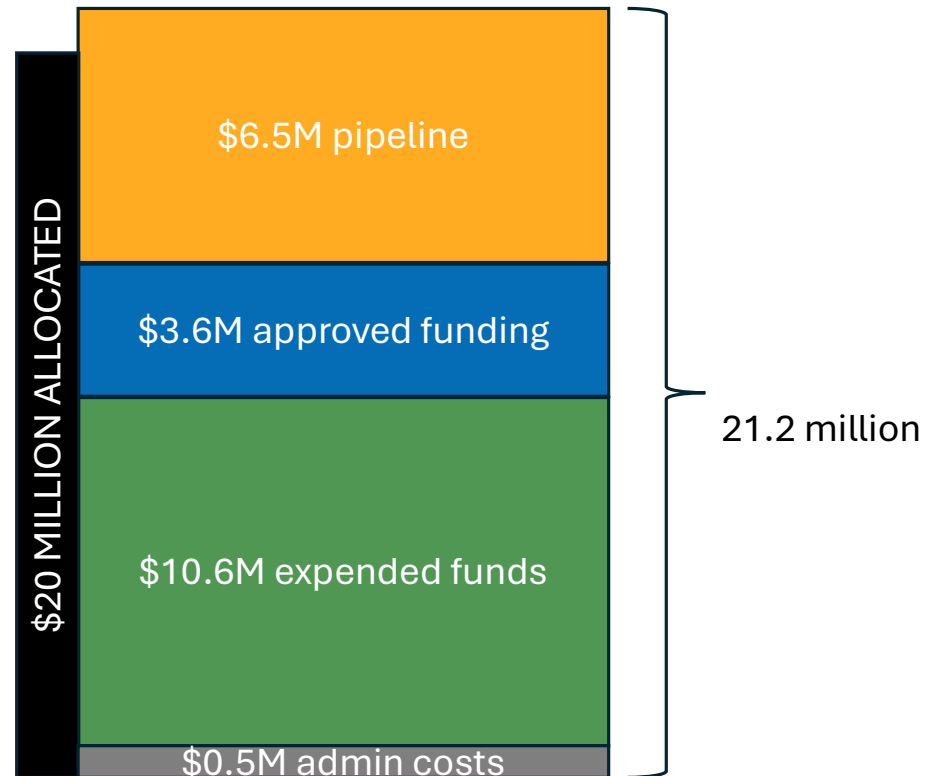 $20 MILLION ALLOCATED
$6.5M pipeline
$3.6M approved funding
$10.6M expended funds
$0.5M admin costs
21.2 million